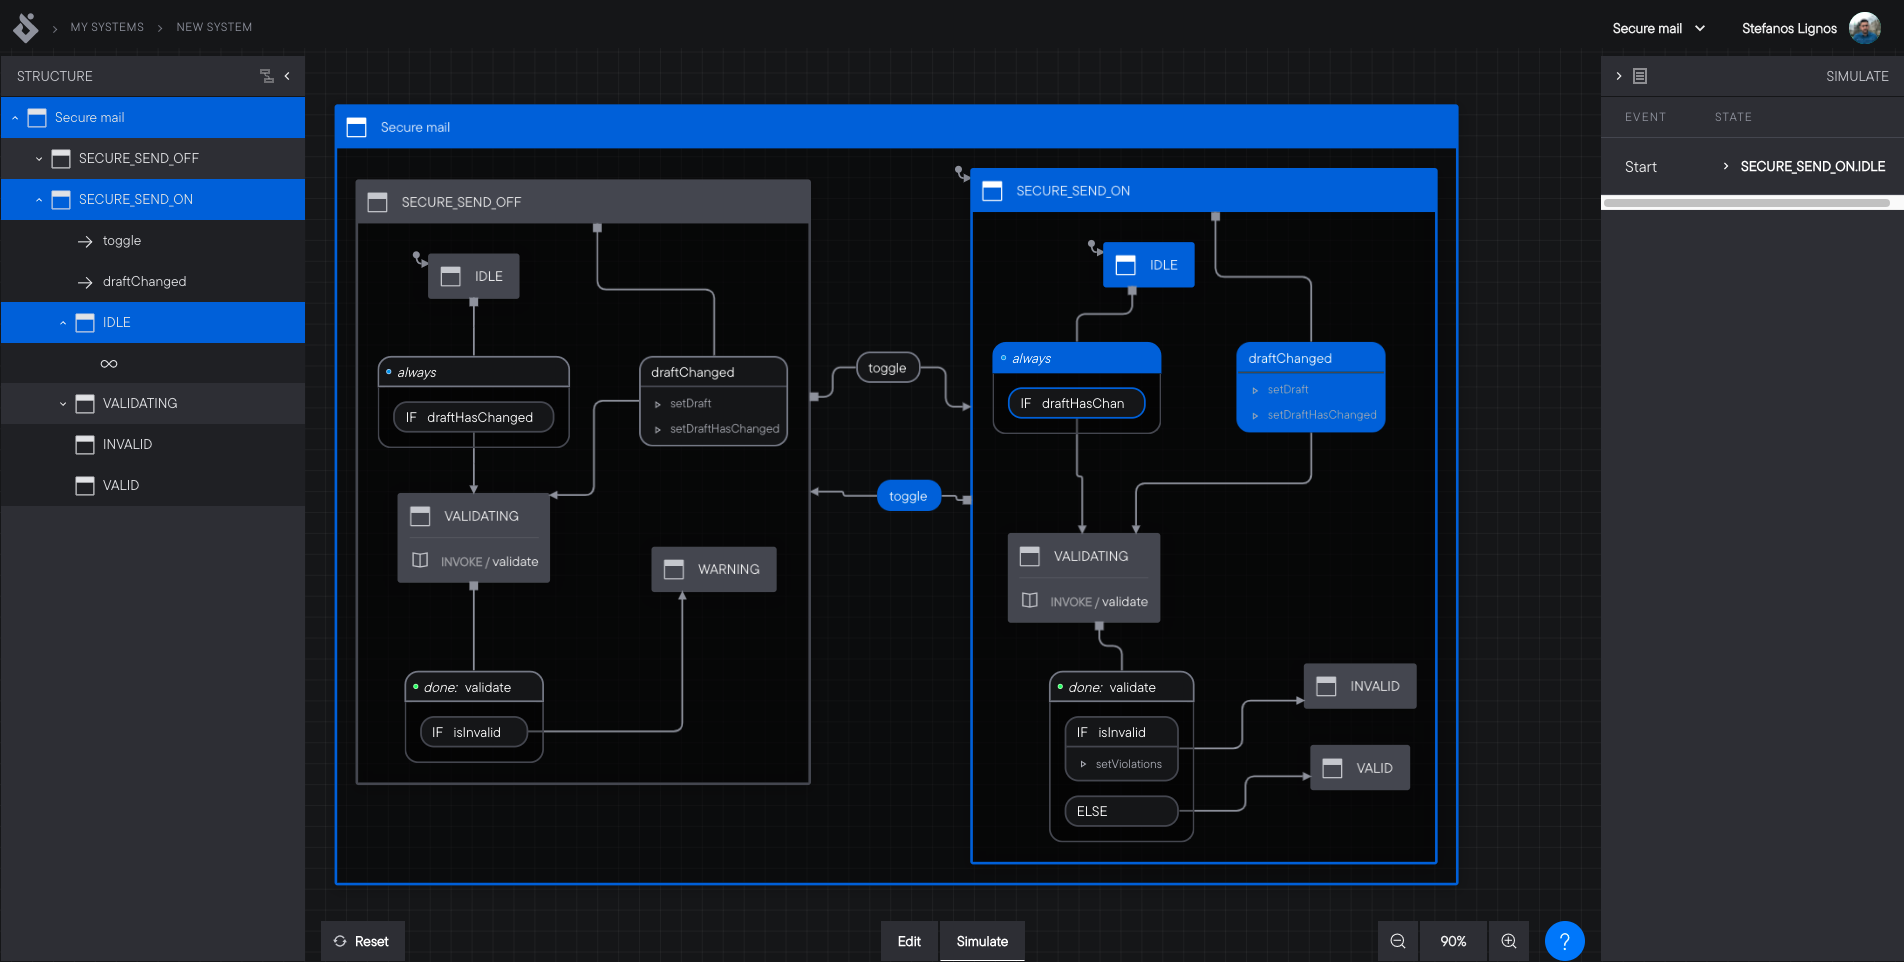 MY SYSTEMS
NEW SYSTEM
Secure mail
Stefanos Lignos
STRUCTURE
Secure mail
SECURE_SEND_OFF
SECURE_SEND_ON
toggle
draftChanged
IDLE
∞
VALIDATING
INVALID
VALID
Secure mail
SECURE_SEND_OFF
IDLE
always
IF draftHasChanged
draftChanged
setDraft
setDraftHasChanged
VALIDATING
INVOKE / validate
WARNING
done: validate
IF isInvalid
toggle
toggle
SECURE_SEND_ON
IDLE
always
IF draftHasChan
draftChanged
setDraft
setDraftHasChanged
VALIDATING
INVOKE / validate
done: validate
IF isInvalid
setViolations
ELSE
INVALID
VALID
SIMULATE
EVENT STATE
Start SECURE_SEND_ON.IDLE
Reset
Edit
Simulate
90%
?